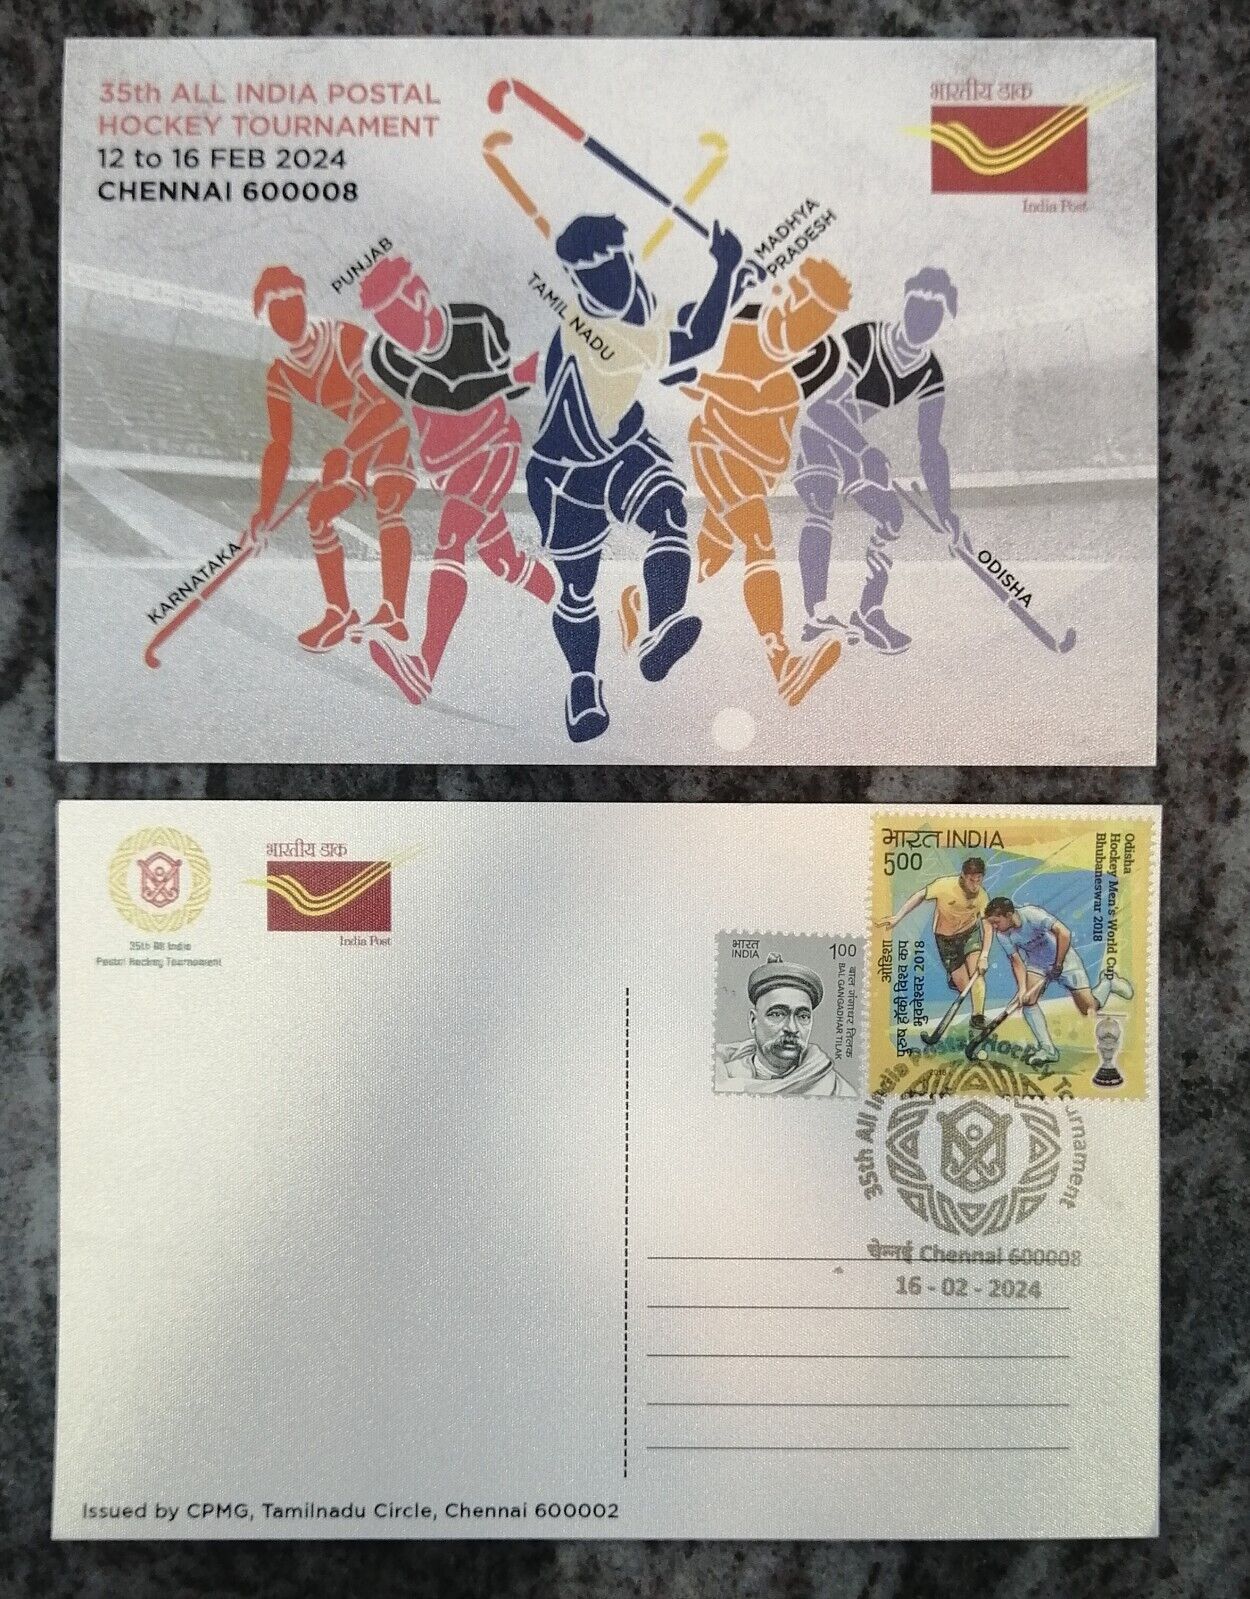 35th ALL INDIA POSTAL
HOCKEY TOURNAMENT
12 to 16 FEB 2024
CHENNAI 600008
भारतीय डाक
India Post
PUNJAB
TAMIL NADU
MADHYA
PRADESH
KARNATAKA
ODISHA
35th All India
Postal Hockey Tournament
भारतीय डाक
India Post
भारत
INDIA
1.00
बाल गंगाधर तिलक
BAL GANGADHAR TILAK
भारत INDIA
5.00
Odisha
Hockey Men's World Cup
Bhubaneswar 2018
ओडिशा
पुरुष हॉकी विश्व कप
भुवनेश्वर 2018
2018
35th All India Postal Hockey Tournament
चेन्नई Chennai 600008
16 - 02 - 2024
Issued by CPMG, Tamilnadu Circle, Chennai 600002